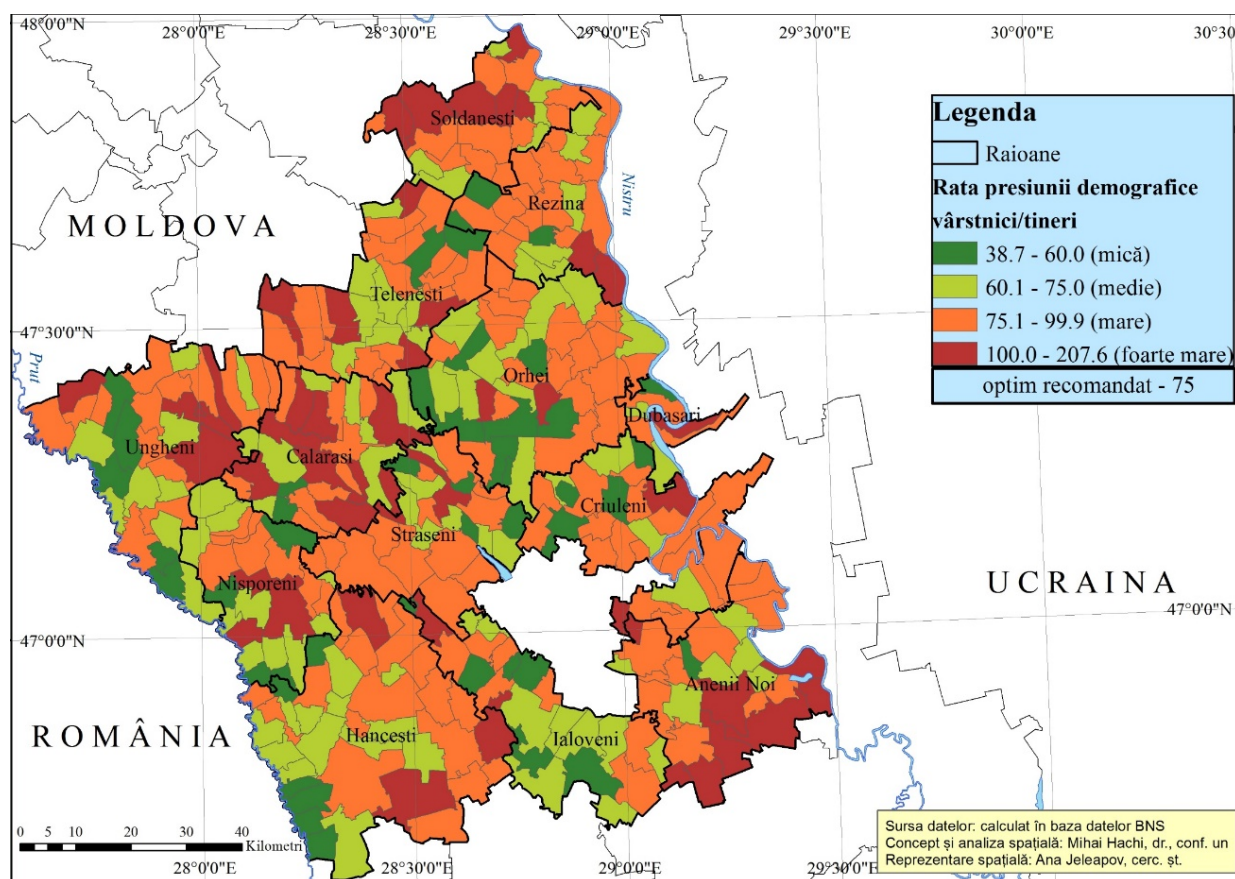 48°0'0"N
28°0'0"E
28°30'0"E
29°0'0"E
29°30'0"E
30°0'0"E
30°30
Soldanesti
Legenda
Raioane
Rata presiunii demografice
vârstnici/tineri
38.7 - 60.0 (mică)
60.1 - 75.0 (medie)
75.1 - 99.9 (mare)
100.0 - 207.6 (foarte mare)
optim recomandat - 75
Nistru
Rezina
MOLDOVA
Telenesti
47°30'0"N
Prut
Orhei
Dubasari
Ungheni
Calarasi
Criuleni
Straseni
Nisporeni
UCRAINA
47°0'0"N
47°0'0"N
Anenii Noi
ROMÂNIA
Hancesti
Ialoveni
0 5 10 20 30 40
Kilometri
Sursa datelor: calculat în baza datelor BNS
Concept și analiza spațială: Mihai Hachi, dr., conf. un
Reprezentare spațială: Ana Jeleapov, cerc. șt.
28°0'0"E
28°30'0"E
29°0'0"E
29°30'0"E
30°0'0"E